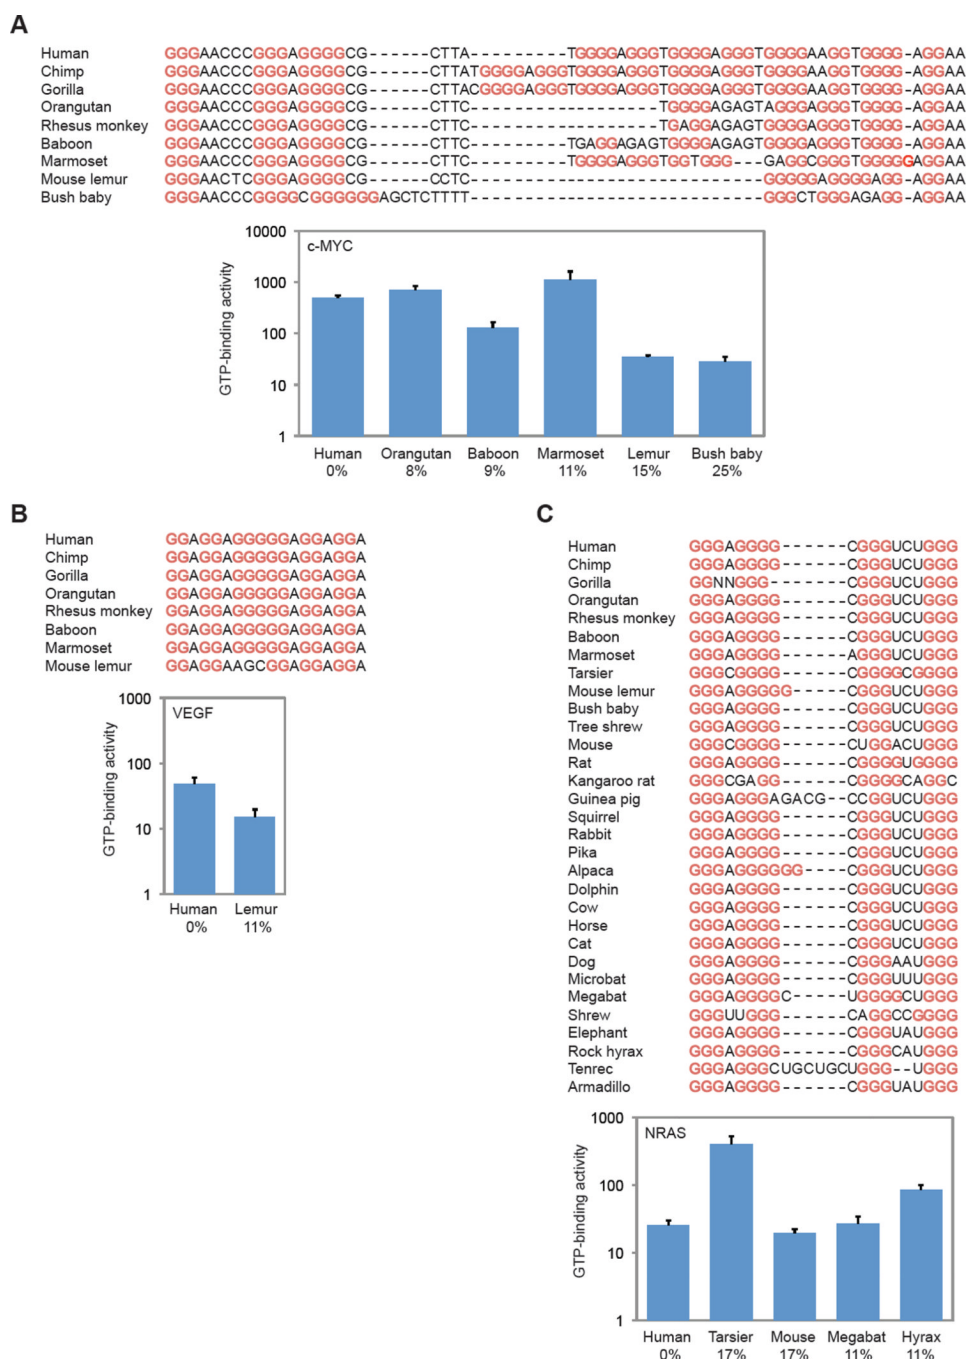 A
Human GGGAACCCGGGAGGGGCG------CTTA-----------TGGGGAGGGTGGGGAGGGTGGGGAAGGTGGGG-AGGAA
Chimp GGGAACCCGGGAGGGGCG------CTTATGGGGAGGGTGGGGAGGGTGGGGAGGGTGGGGAAGGTGGGG-AGGAA
Gorilla GGGAACCCGGGAGGGGCG------CTTACGGGGAGGGTGGGGAGGGTGGGGAGGGTGGGGAAGGTGGGG-AGGAA
Orangutan GGGAACCCGGGAGGGGCG------CTTC-----------------TGGGGAGAGTAGGGAGGGTGGGG-AGGAA
Rhesus monkey GGGAACCCGGGAGGGGCG------CTTC-----------------TGAGGAGAGTGGGGAGGGTGGGG-AGGAA
Baboon GGGAACCCGGGAGGGGCG------CTTC---------TGAGGAGAGTGGGGAGAGTGGGGAGGGTGGGG-AGGAA
Marmoset GGGAACCCGGGAGGGGCG------CTTC---------TGGGGAGGGTGGTGGG---GAGGCGGGTGGGGGGAGGAA
Mouse lemur GGGAACTCGGGAGGGGCG------CCTC--------------------------GGGGGAGGGGAGG-AGGAA
Bush baby GGGAACCCGGGGCGGGGGGAGCTCTTTT--------------------------GGGCTGGGAGAGG-AGGAA
c-MYC
GTP-binding activity
10000
1000
100
10
1
Human Orangutan Baboon Marmoset Lemur Bush baby
0% 8% 9% 11% 15% 25%
B
Human GGAGGAGGGGGAGGAGGA
Chimp GGAGGAGGGGGAGGAGGA
Gorilla GGAGGAGGGGGAGGAGGA
Orangutan GGAGGAGGGGGAGGAGGA
Rhesus monkey GGAGGAGGGGGAGGAGGA
Baboon GGAGGAGGGGGAGGAGGA
Marmoset GGAGGAGGGGGAGGAGGA
Mouse lemur GGAGGAAGCGGAGGAGGA
VEGF
GTP-binding activity
1000
100
10
1
Human Lemur
0% 11%
C
Human GGGAGGGG------CGGGUCUGGG
Chimp GGGAGGGG------CGGGUCUGGG
Gorilla GGNNGGG-------CGGGUCUGGG
Orangutan GGGAGGGG------CGGGUCUGGG
Rhesus monkey GGGAGGGG------CGGGUCUGGG
Baboon GGGAGGGG------CGGGUCUGGG
Marmoset GGGAGGGG------AGGGUCUGGG
Tarsier GGGCGGGG------CGGGGCGGGG
Mouse lemur GGGAGGGGG-----CGGGUCUGGG
Bush baby GGGAGGGG------CGGGUCUGGG
Tree shrew GGGAGGGG------CGGGUCUGGG
Mouse GGGCGGGG------CUGGACUGGG
Rat GGGAGGGG------CGGGGUGGGG
Kangaroo rat GGGCGAGG------CGGGGCAGGC
Guinea pig GGGAGGGAGACG--CCGGUCUGGG
Squirrel GGGAGGGG------CGGGUCUGGG
Rabbit GGGAGGGG------CGGGUCUGGG
Pika GGGAGGGG------CGGGUCUGGG
Alpaca GGGAGGGGGG----CGGGUCUGGG
Dolphin GGGAGGGG------CGGGUCUGGG
Cow GGGAGGGG------CGGGUCUGGG
Horse GGGAGGGG------CGGGUCUGGG
Cat GGGAGGGG------CGGGUCUGGG
Dog GGGAGGGG------CGGGAAUGGG
Microbat GGGAGGGG------CGGGUUUGGG
Megabat GGGAGGGGC-----UGGGGCUGGG
Shrew GGGUUGGG------CAGGCCGGGG
Elephant GGGAGGGG------CGGGUAUGGG
Rock hyrax GGGAGGGG------CGGGCAUGGG
Tenrec GGGAGGGCUGCUGCUGGG--UGGG
Armadillo GGGAGGGG------CGGGUAUGGG
NRAS
GTP-binding activity
1000
100
10
1
Human Tarsier Mouse Megabat Hyrax
0% 17% 17% 11% 11%